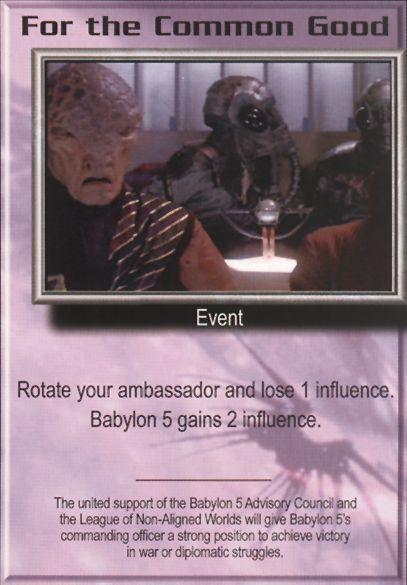 For the Common Good
Event
Rotate your ambassador and lose 1 influence.
Babylon 5 gains 2 influence.
The united support of the Babylon 5 Advisory Council and
the League of Non-Aligned Worlds will give Babylon 5's
commanding officer a strong position to achieve victory
in war or diplomatic struggles.